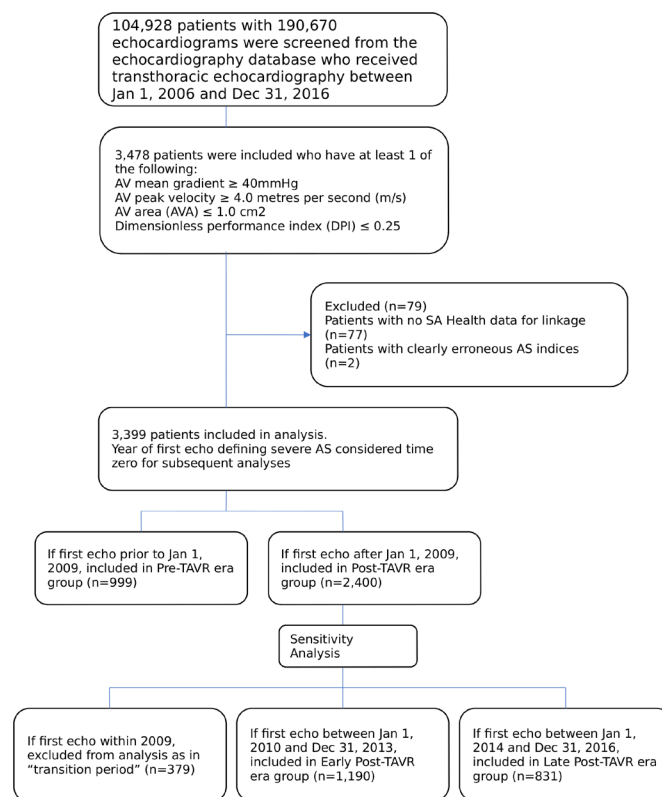 104,928 patients with 190,670
echocardiograms were screened from the
echocardiography database who received
transthoracic echocardiography between
Jan 1, 2006 and Dec 31, 2016
3,478 patients were included who have at least 1 of
the following:
AV mean gradient ≥ 40mmHg
AV peak velocity ≥ 4.0 metres per second (m/s)
AV area (AVA) ≤ 1.0 cm2
Dimensionless performance index (DPI) ≤ 0.25
Excluded (n=79)
Patients with no SA Health data for linkage
(n=77)
Patients with clearly erroneous AS indices
(n=2)
3,399 patients included in analysis.
Year of first echo defining severe AS considered time
zero for subsequent analyses
If first echo prior to Jan 1,
2009, included in Pre-TAVR era
group (n=999)
If first echo after Jan 1, 2009,
included in Post-TAVR era
group (n=2,400)
Sensitivity
Analysis
If first echo within 2009,
excluded from analysis as in
“transition period” (n=379)
If first echo between Jan 1,
2010 and Dec 31, 2013,
included in Early Post-TAVR
era group (n=1,190)
If first echo between Jan 1,
2014 and Dec 31, 2016,
included in Late Post-TAVR era
group (n=831)